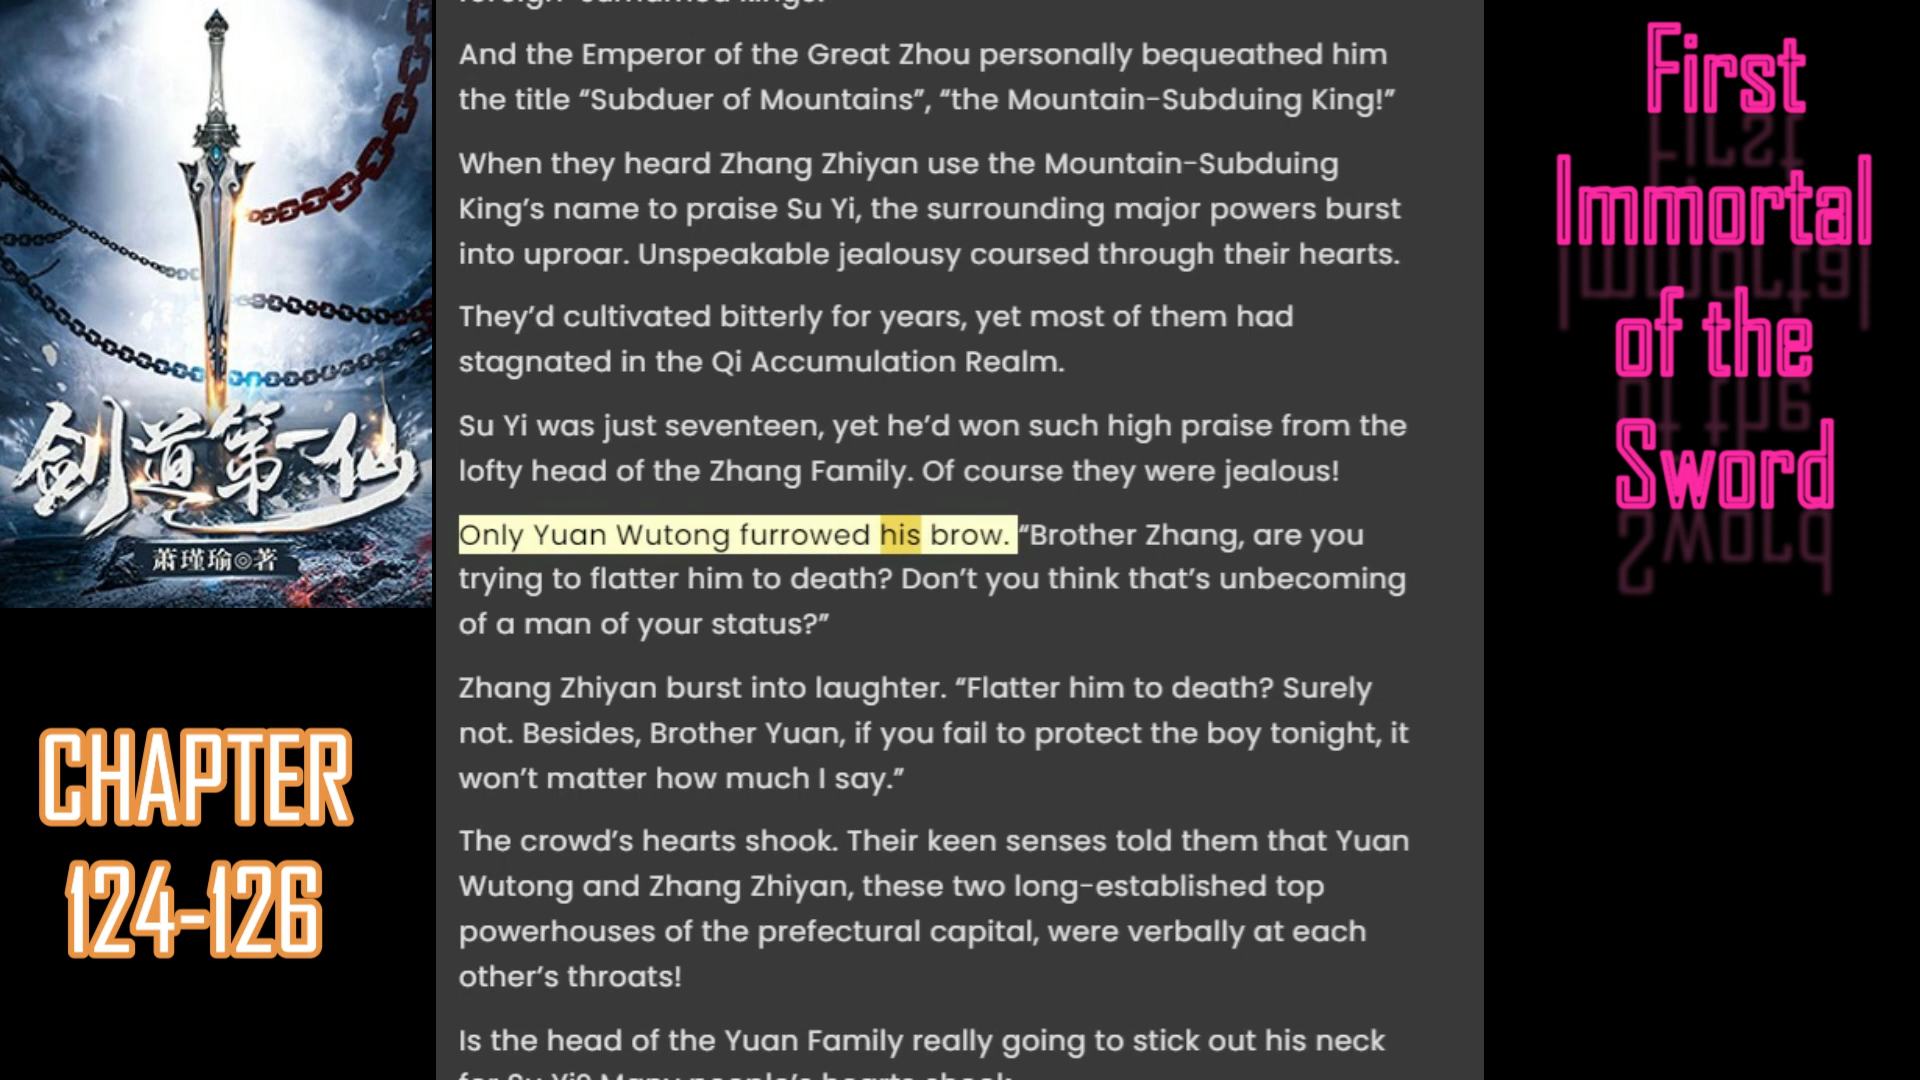 剑道第一仙
萧瑾瑜◎著
CHAPTER
124-126
And the Emperor of the Great Zhou personally bequeathed him
the title “Subduer of Mountains”, “the Mountain-Subduing King!”
When they heard Zhang Zhiyan use the Mountain-Subduing
King’s name to praise Su Yi, the surrounding major powers burst
into uproar. Unspeakable jealousy coursed through their hearts.
They’d cultivated bitterly for years, yet most of them had
stagnated in the Qi Accumulation Realm.
Su Yi was just seventeen, yet he’d won such high praise from the
lofty head of the Zhang Family. Of course they were jealous!
Only Yuan Wutong furrowed his brow. “Brother Zhang, are you
trying to flatter him to death? Don’t you think that’s unbecoming
of a man of your status?”
Zhang Zhiyan burst into laughter. “Flatter him to death? Surely
not. Besides, Brother Yuan, if you fail to protect the boy tonight, it
won’t matter how much I say.”
The crowd’s hearts shook. Their keen senses told them that Yuan
Wutong and Zhang Zhiyan, these two long-established top
powerhouses of the prefectural capital, were verbally at each
other’s throats!
Is the head of the Yuan Family really going to stick out his neck
First
Immortal
of the
Sword